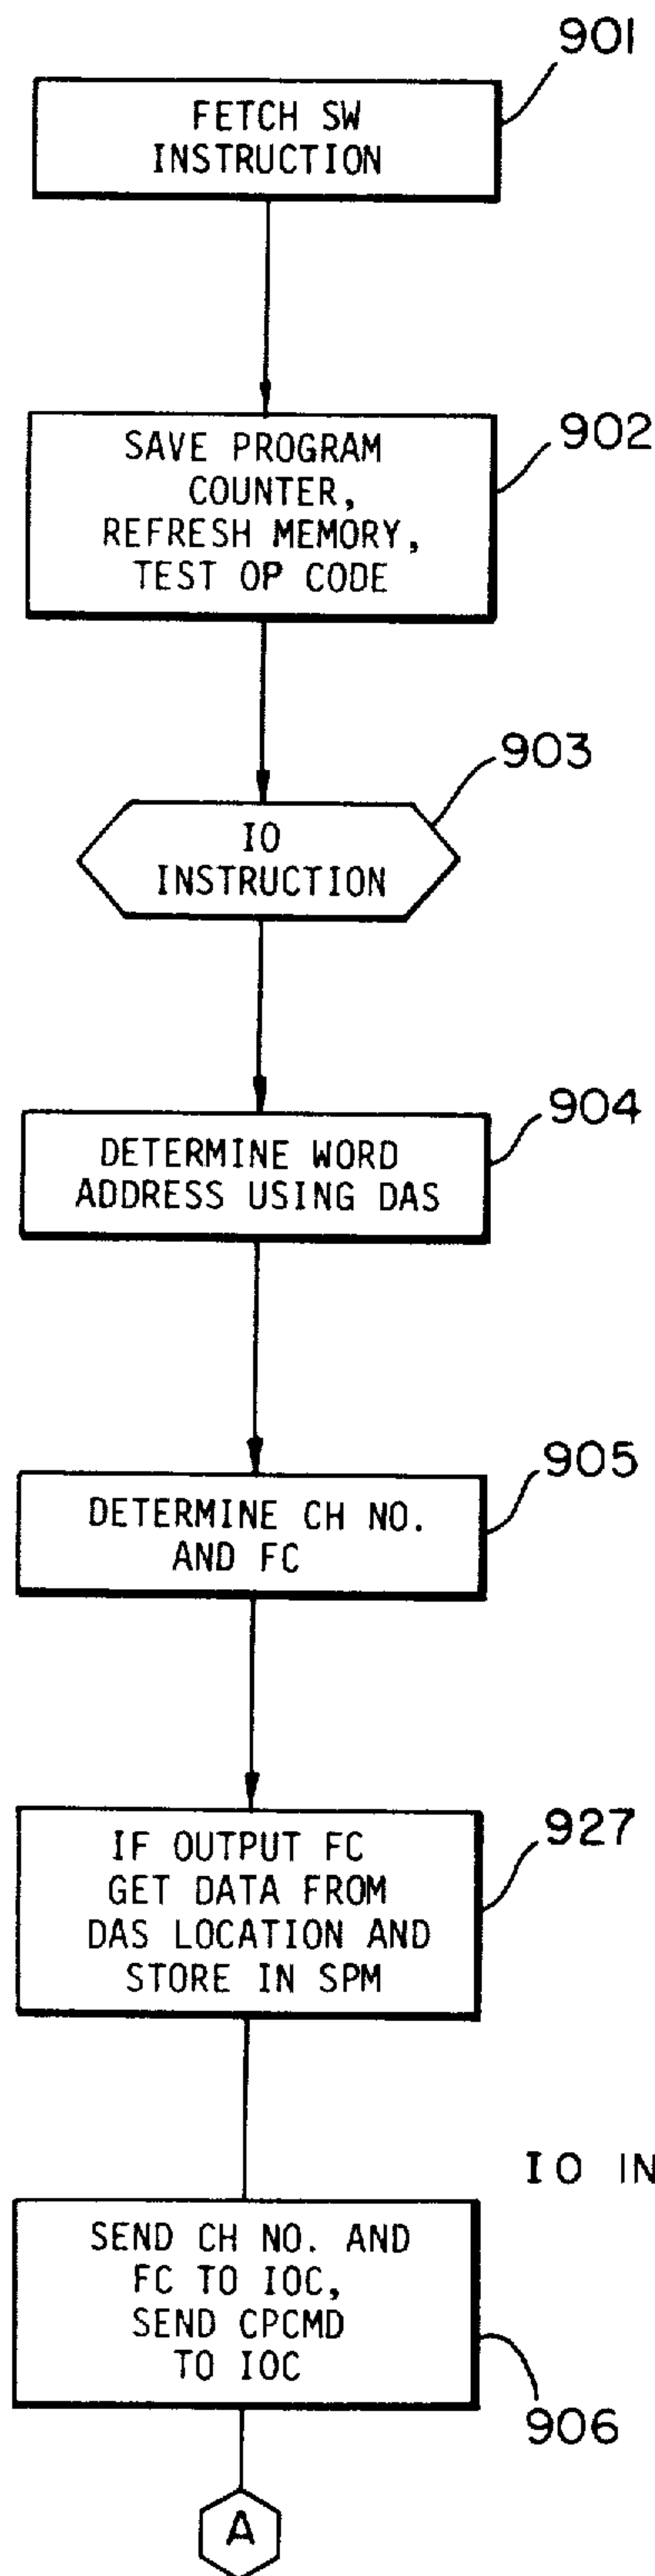 901
FETCH SW
INSTRUCTION
902
SAVE PROGRAM
COUNTER,
REFRESH MEMORY,
TEST OP CODE
903
IO
INSTRUCTION
904
DETERMINE WORD
ADDRESS USING DAS
905
DETERMINE CH NO.
AND FC
927
IF OUTPUT FC
GET DATA FROM
DAS LOCATION AND
STORE IN SPM
IO IN
SEND CH NO. AND
FC TO IOC,
SEND CPCMD
TO IOC
906
A